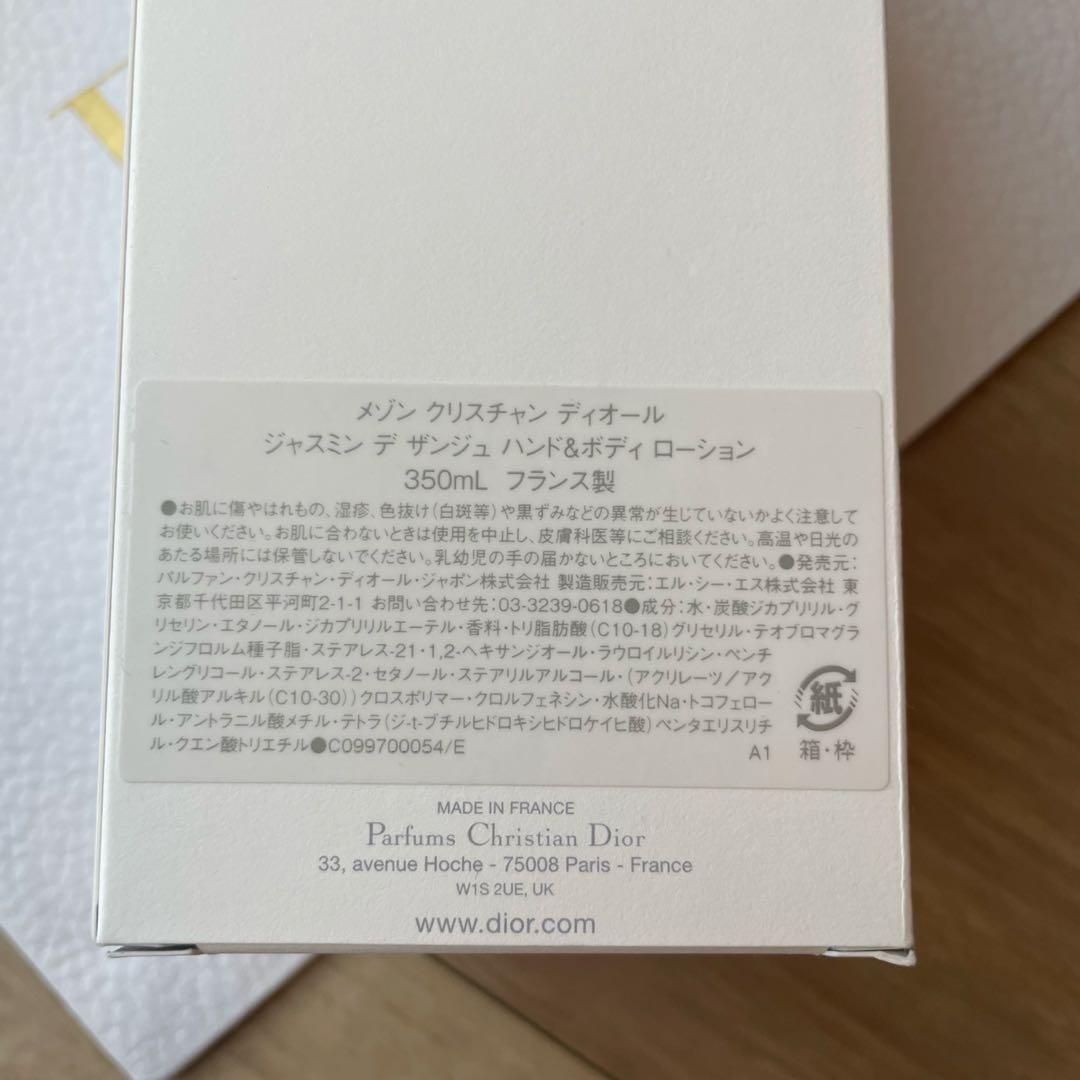 メゾン クリスチャン ディオール
ジャスミン デ ザンジュ ハンド&ボディ ローション
350mL フランス製
●お肌に傷やはれもの、湿疹、色抜け(白斑等)や黒ずみなどの異常が生じていないかよく注意して
お使いください。お肌に合わないときは使用を中止し、皮膚科医等にご相談ください。高温や日光の
あたる場所には保管しないでください。乳幼児の手の届かないところにおいてください。●発売元:
パルファン・クリスチャン・ディオール・ジャポン株式会社 製造販売元:エル・シー・エス株式会社 東
京都千代田区平河町2-1-1 お問い合わせ先:03-3239-0618●成分:水・炭酸ジカプリリル・グ
リセリン・エタノール・ジカプリリルエーテル・香料・トリ脂肪酸(C10-18)グリセリル・テオブロマグラ
ンジフロルム種子脂・ステアレス-21・1,2-ヘキサンジオール・ラウロイルリシン・ペンチ
レングリコール・ステアレス-2・セタノール・ステアリルアルコール・(アクリレーツ/アク
リル酸アルキル(C10-30))クロスポリマー・クロルフェネシン・水酸化Na・トコフェロー
ル・アントラニル酸メチル・テトラ(ジ-t-ブチルヒドロキシヒドロケイヒ酸)ペンタエリスリチ
ル・クエン酸トリエチル●C099700054/E
A1
紙
箱・枠
MADE IN FRANCE
Parfums Christian Dior
33, avenue Hoche - 75008 Paris - France
W1S 2UE, UK
www.dior.com